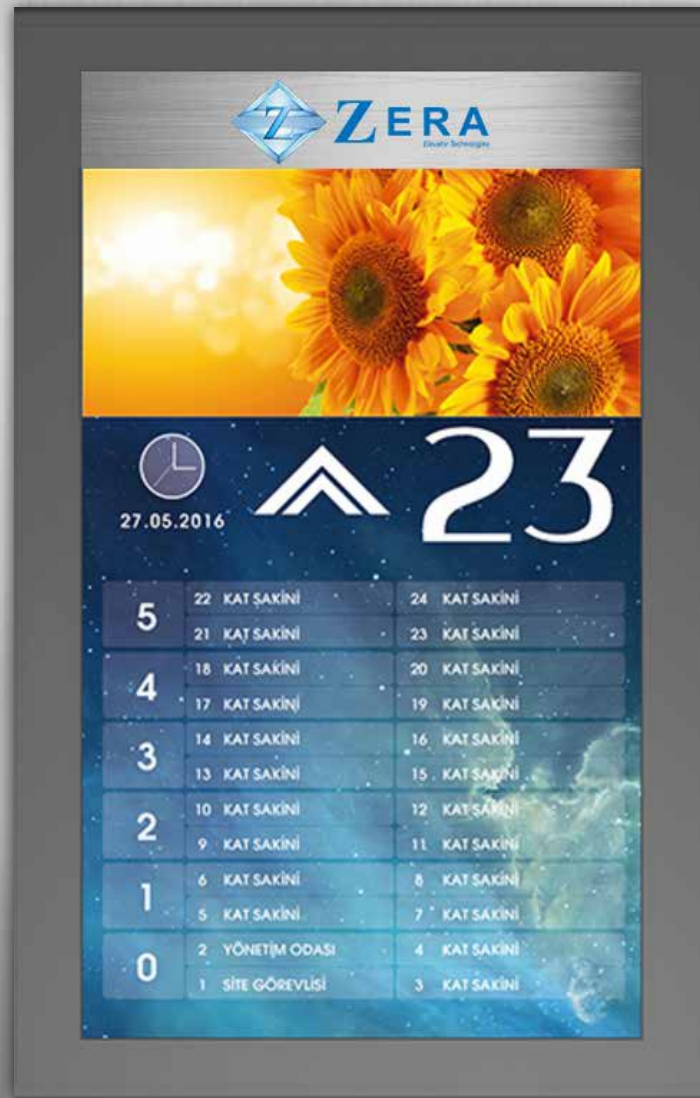 Z ZERA
Elevator Technologies
23
27.05.2016
5
22 KAT SAKİNİ 24 KAT SAKİNİ
21 KAT SAKİNİ 23 KAT SAKİNİ
4
18 KAT SAKİNİ 20 KAT SAKİNİ
17 KAT SAKİNİ 19 KAT SAKİNİ
3
14 KAT SAKİNİ 16 KAT SAKİNİ
13 KAT SAKİNİ 15 KAT SAKİNİ
2
10 KAT SAKİNİ 12 KAT SAKİNİ
9 KAT SAKİNİ 11 KAT SAKİNİ
1
6 KAT SAKİNİ 8 KAT SAKİNİ
5 KAT SAKİNİ 7 KAT SAKİNİ
0
2 YÖNETİM ODASI 4 KAT SAKİNİ
1 SİTE GÖREVLİSİ 3 KAT SAKİNİ